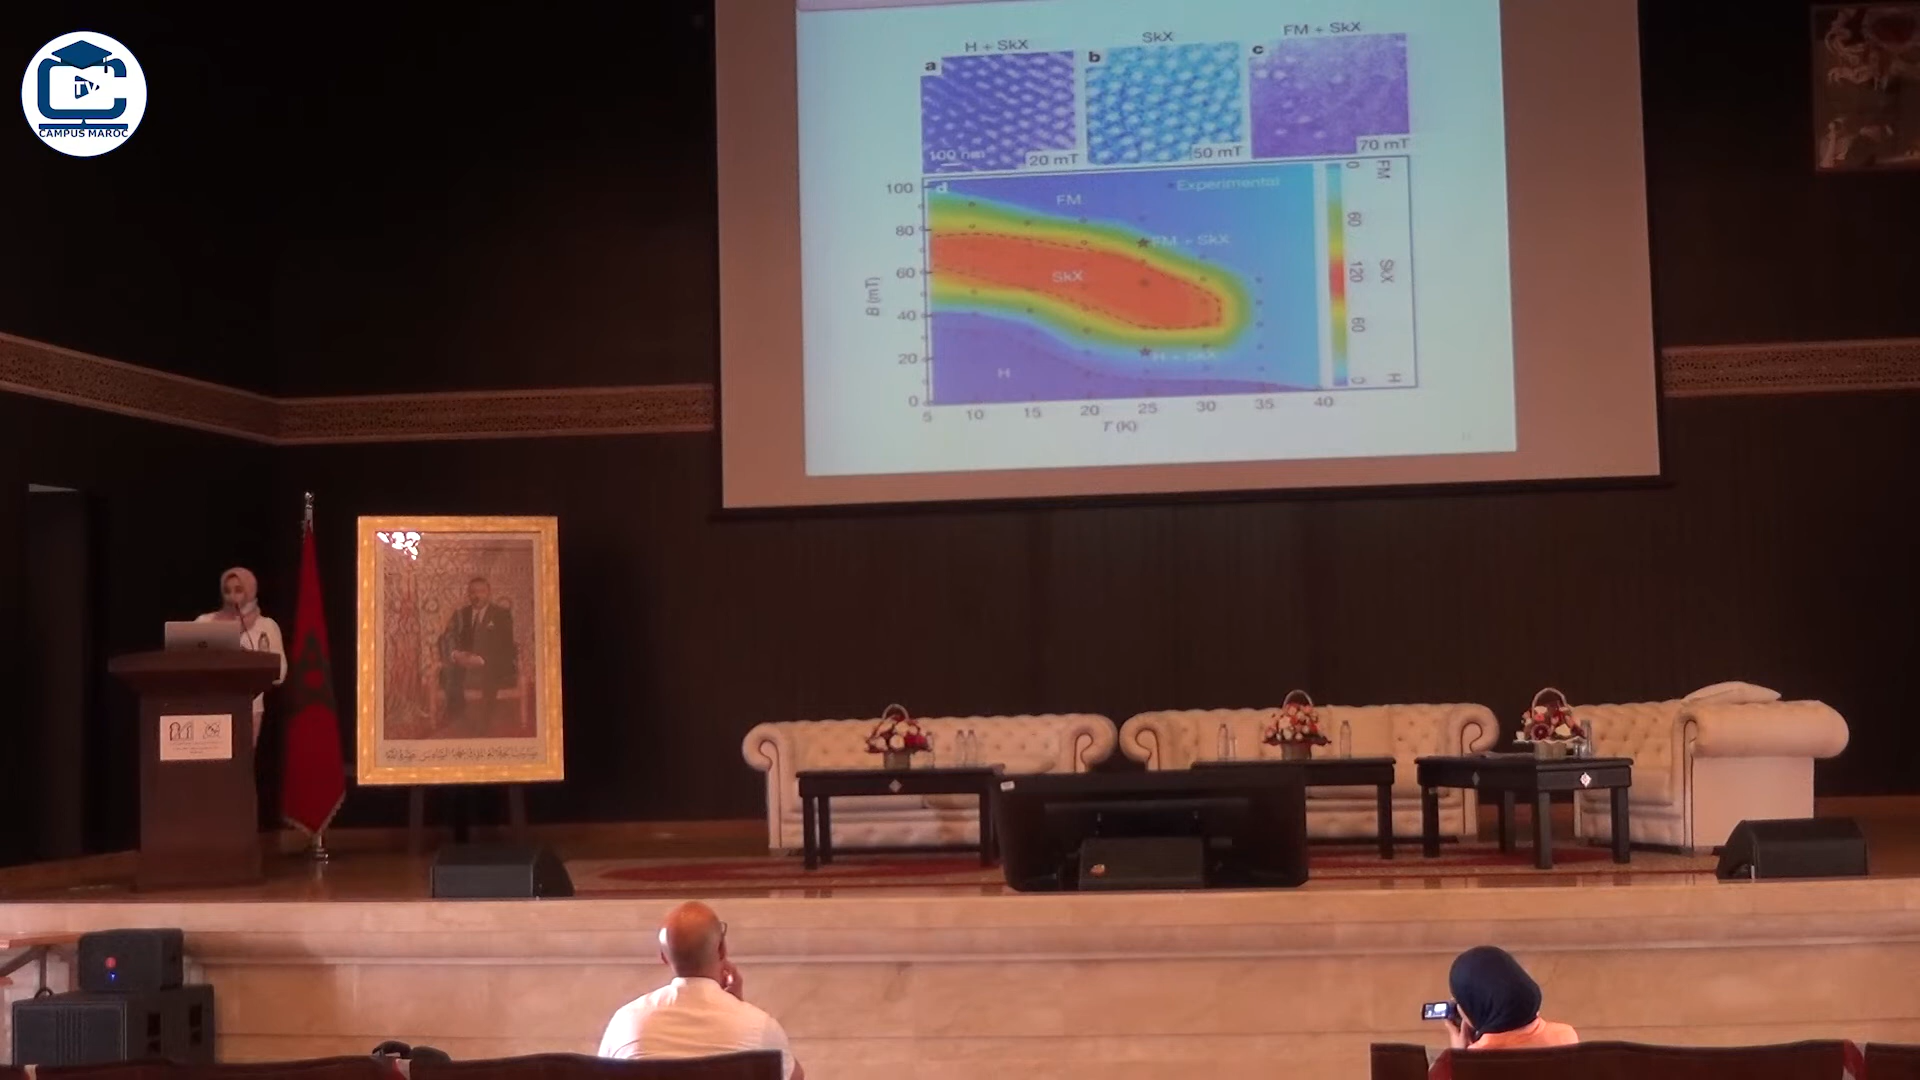 CAMPUS MAROC
TV
H + SkX
SkX
FM + SkX
a
b
c
100 nm
20 mT
50 mT
70 mT
d
Experimental
FM
FM + SkX
SkX
H + SkX
H
100
80
60
40
20
0
B (mT)
5 10 15 20 25 30 35 40
T (K)
0
60
120
60
0
FM
SkX
H